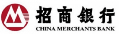 招商银行
CHINA MERCHANTS BANK